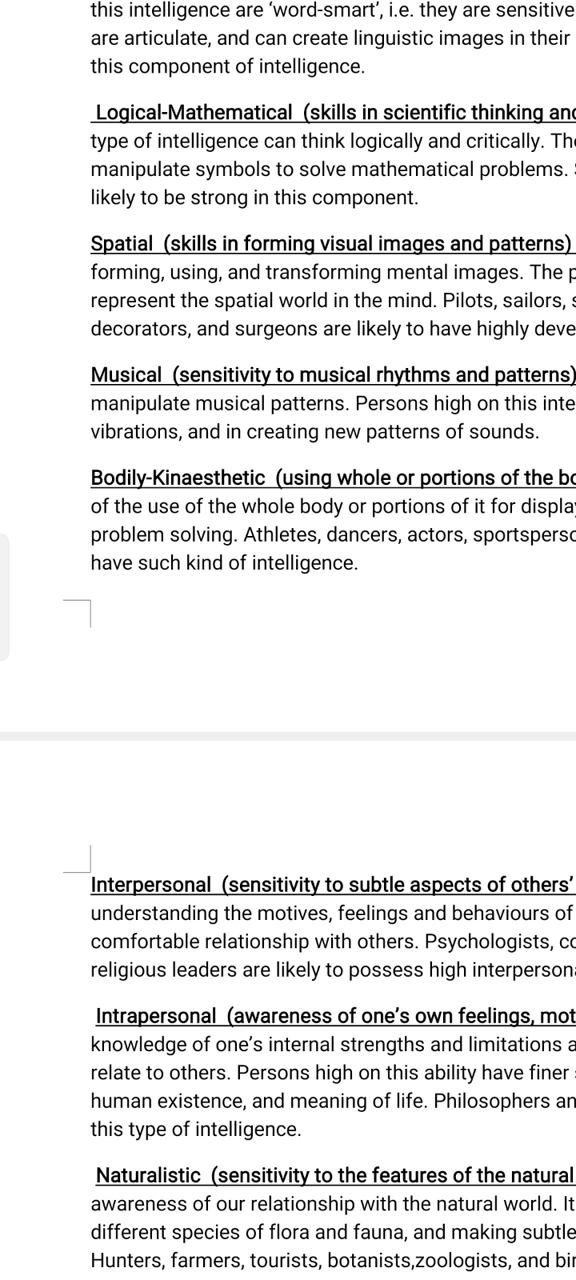 this intelligence are ‘word-smart’, i.e. they are sensitive
are articulate, and can create linguistic images in their
this component of intelligence.
Logical-Mathematical (skills in scientific thinking and
type of intelligence can think logically and critically. The
manipulate symbols to solve mathematical problems.
likely to be strong in this component.
Spatial (skills in forming visual images and patterns)
forming, using, and transforming mental images. The p
represent the spatial world in the mind. Pilots, sailors, s
decorators, and surgeons are likely to have highly deve
Musical (sensitivity to musical rhythms and patterns)
manipulate musical patterns. Persons high on this inte
vibrations, and in creating new patterns of sounds.
Bodily-Kinaesthetic (using whole or portions of the bo
of the use of the whole body or portions of it for display
problem solving. Athletes, dancers, actors, sportsperso
have such kind of intelligence.
Interpersonal (sensitivity to subtle aspects of others’
understanding the motives, feelings and behaviours of
comfortable relationship with others. Psychologists, co
religious leaders are likely to possess high interpersona
Intrapersonal (awareness of one’s own feelings, mot
knowledge of one’s internal strengths and limitations a
relate to others. Persons high on this ability have finer
human existence, and meaning of life. Philosophers an
this type of intelligence.
Naturalistic (sensitivity to the features of the natural
awareness of our relationship with the natural world. It
different species of flora and fauna, and making subtle
Hunters, farmers, tourists, botanists,zoologists, and bir